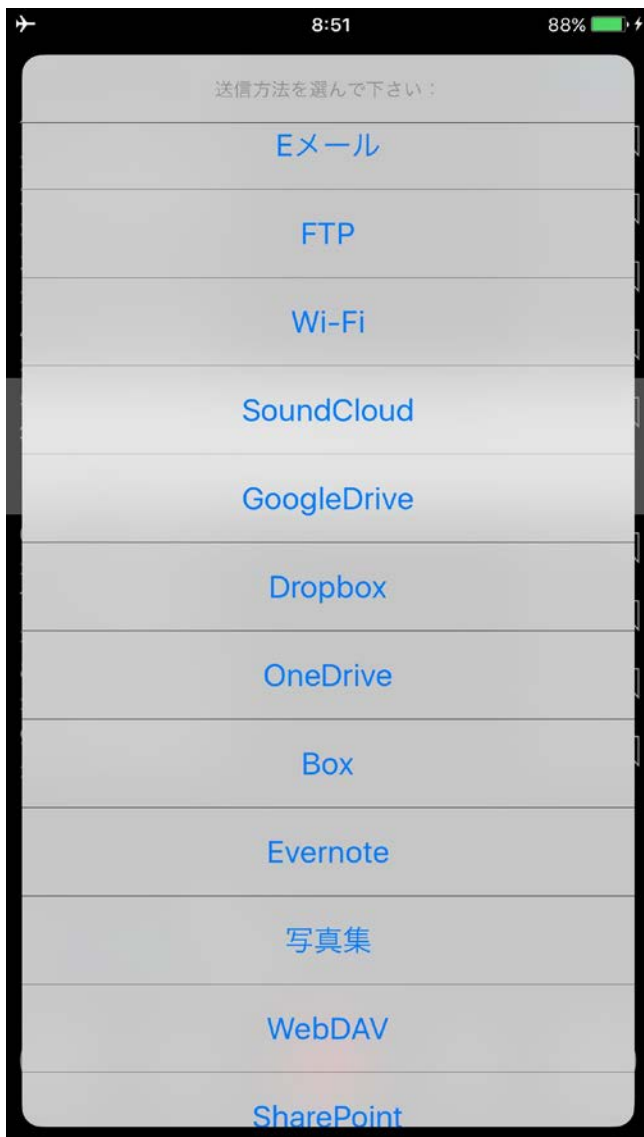 8:51
88%
送信方法を選んで下さい：
Eメール
FTP
Wi-Fi
SoundCloud
GoogleDrive
Dropbox
OneDrive
Box
Evernote
写真集
WebDAV
SharePoint